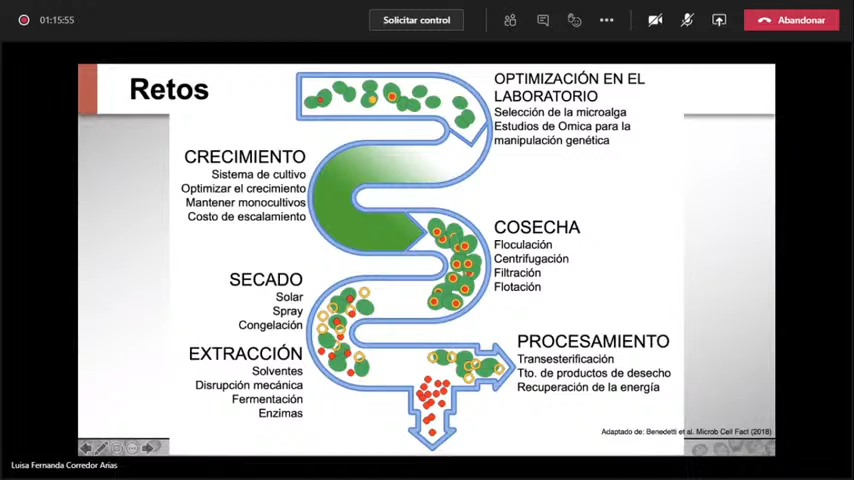 01:15:55
Solicitar control
Abandonar
Retos
OPTIMIZACIÓN EN EL
LABORATORIO
Selección de la microalga
Estudios de Omica para la
manipulación genética
CRECIMIENTO
Sistema de cultivo
Optimizar el crecimiento
Mantener monocultivos
Costo de escalamiento
COSECHA
Floculación
Centrifugación
Filtración
Flotación
SECADO
Solar
Spray
Congelación
EXTRACCIÓN
Solventes
Disrupción mecánica
Fermentación
Enzimas
PROCESAMIENTO
Transesterificación
Tto. de productos de desecho
Recuperación de la energía
Adaptado de: Benedetti et al. Microb Cell Fact (2018)
Luisa Fernanda Corredor Arias